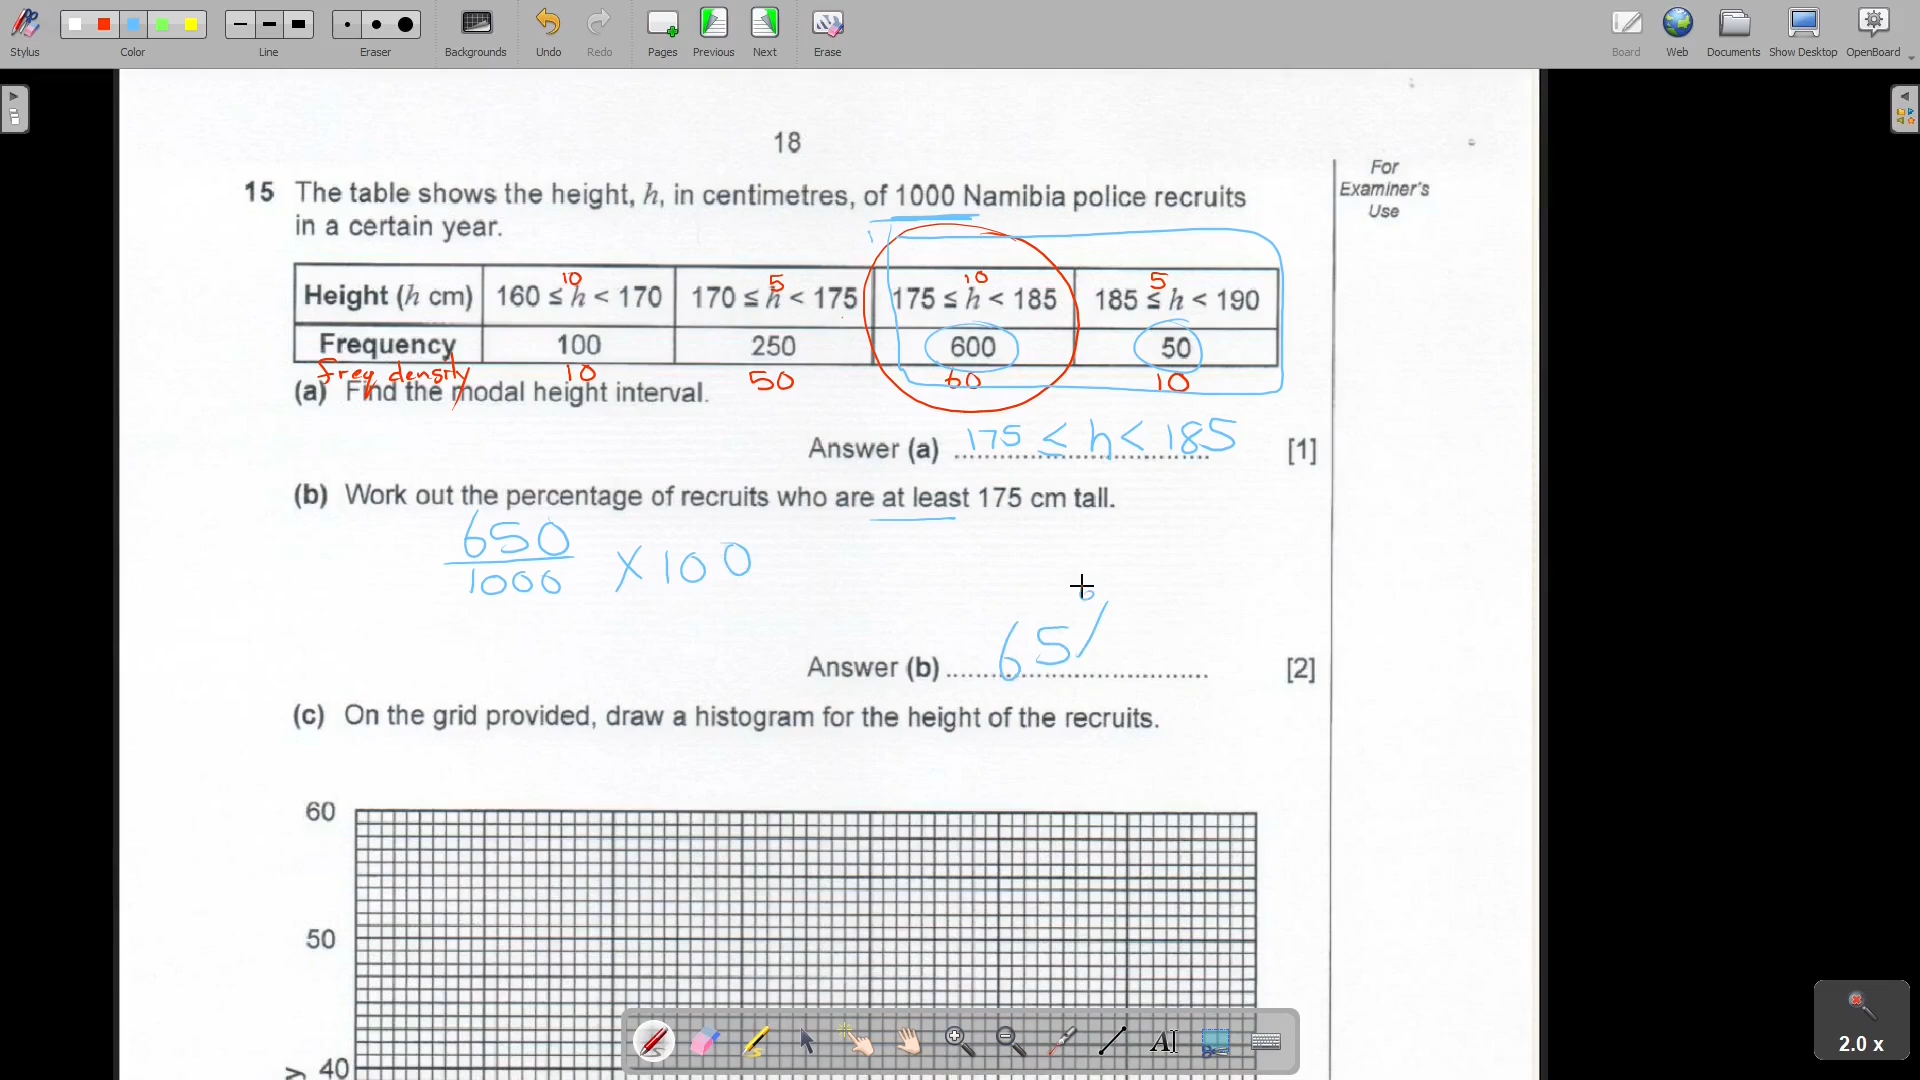 Stylus Color Line Eraser Backgrounds Undo Redo Pages Previous Next Erase Board Web Documents Show Desktop OpenBoard
18
For
Examiner's
Use
15 The table shows the height, h, in centimetres, of 1000 Namibia police recruits
in a certain year.
10 5 10 5
Height (h cm) 160 ≤ h < 170 170 ≤ h < 175 175 ≤ h < 185 185 ≤ h < 190
Frequency 100 250 600 50
freq density 10 50 60 10
(a) Find the modal height interval.
Answer (a) 175 ≤ h < 185 [1]
(b) Work out the percentage of recruits who are at least 175 cm tall.
650
1000
× 100
Answer (b) 65% [2]
(c) On the grid provided, draw a histogram for the height of the recruits.
60
50
40
y
2.0 x